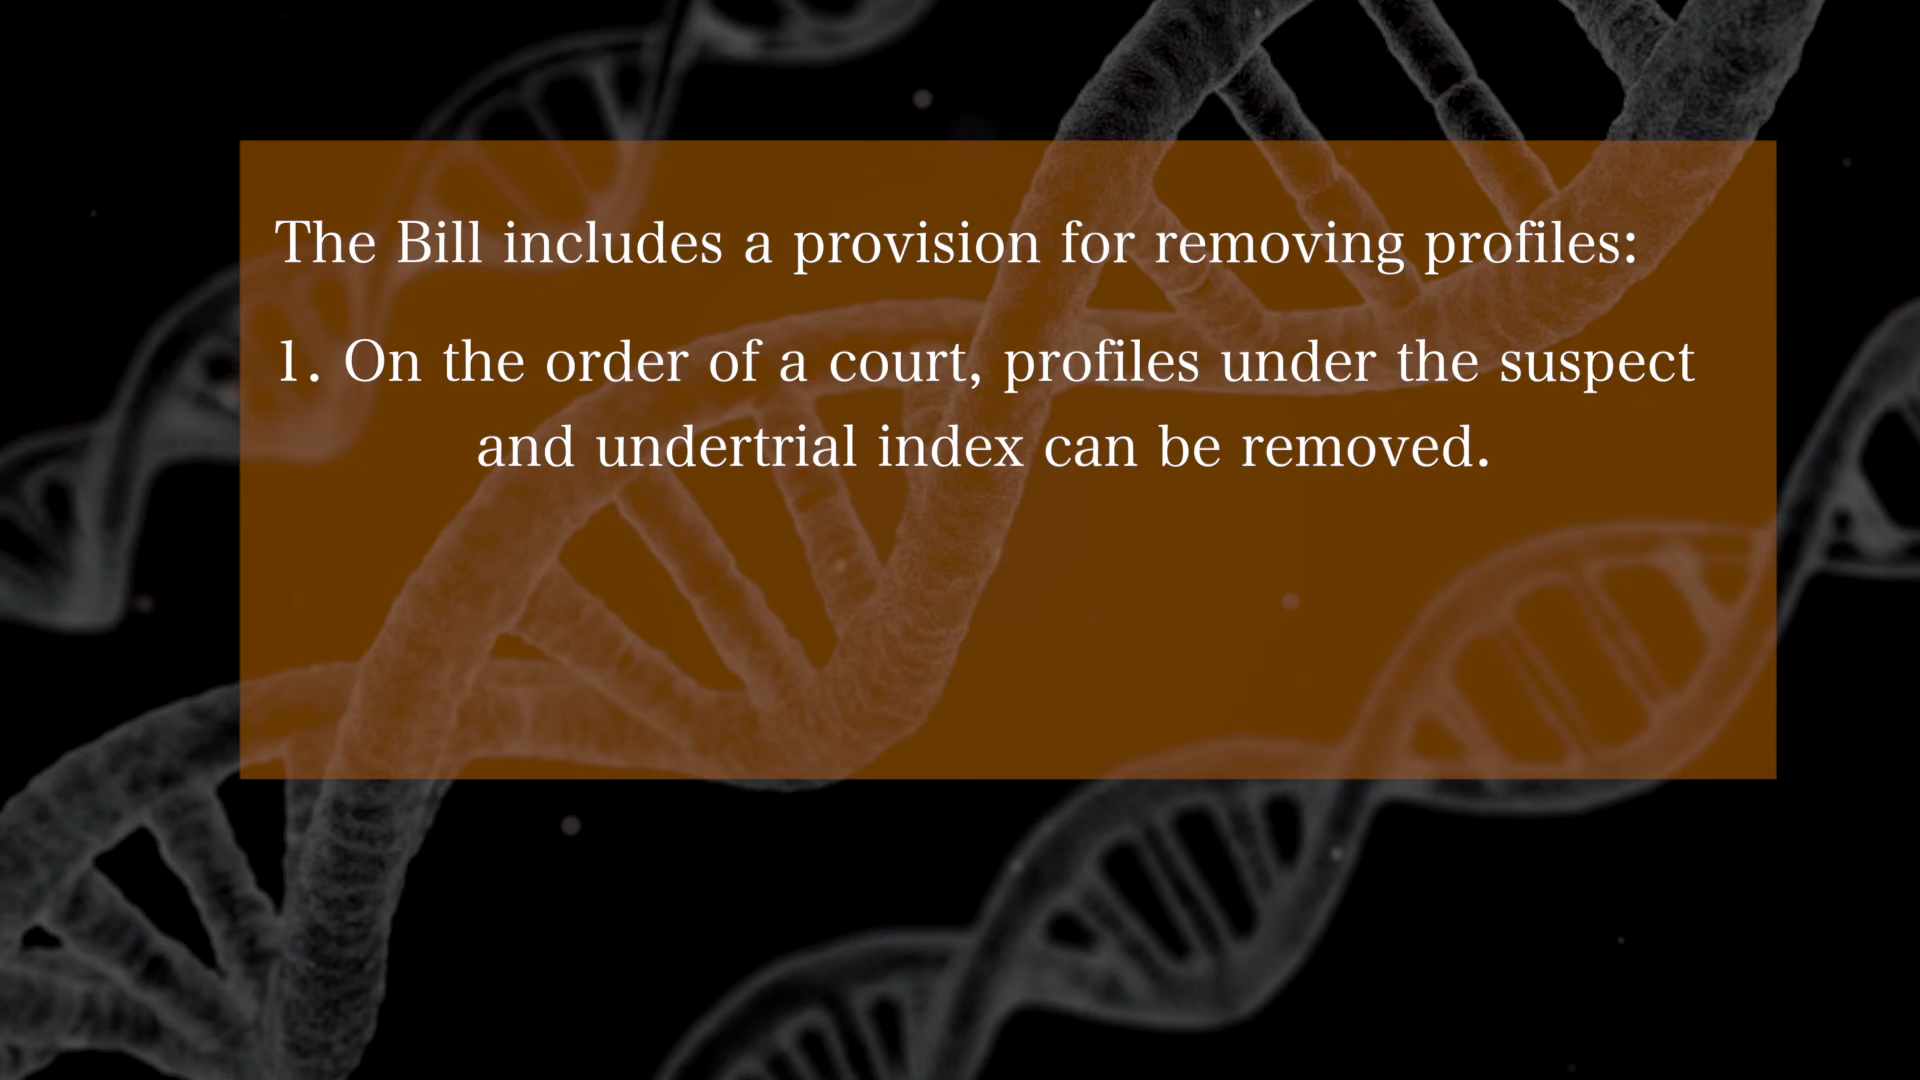 The Bill includes a provision for removing profiles:
1. On the order of a court, profiles under the suspect
and undertrial index can be removed.